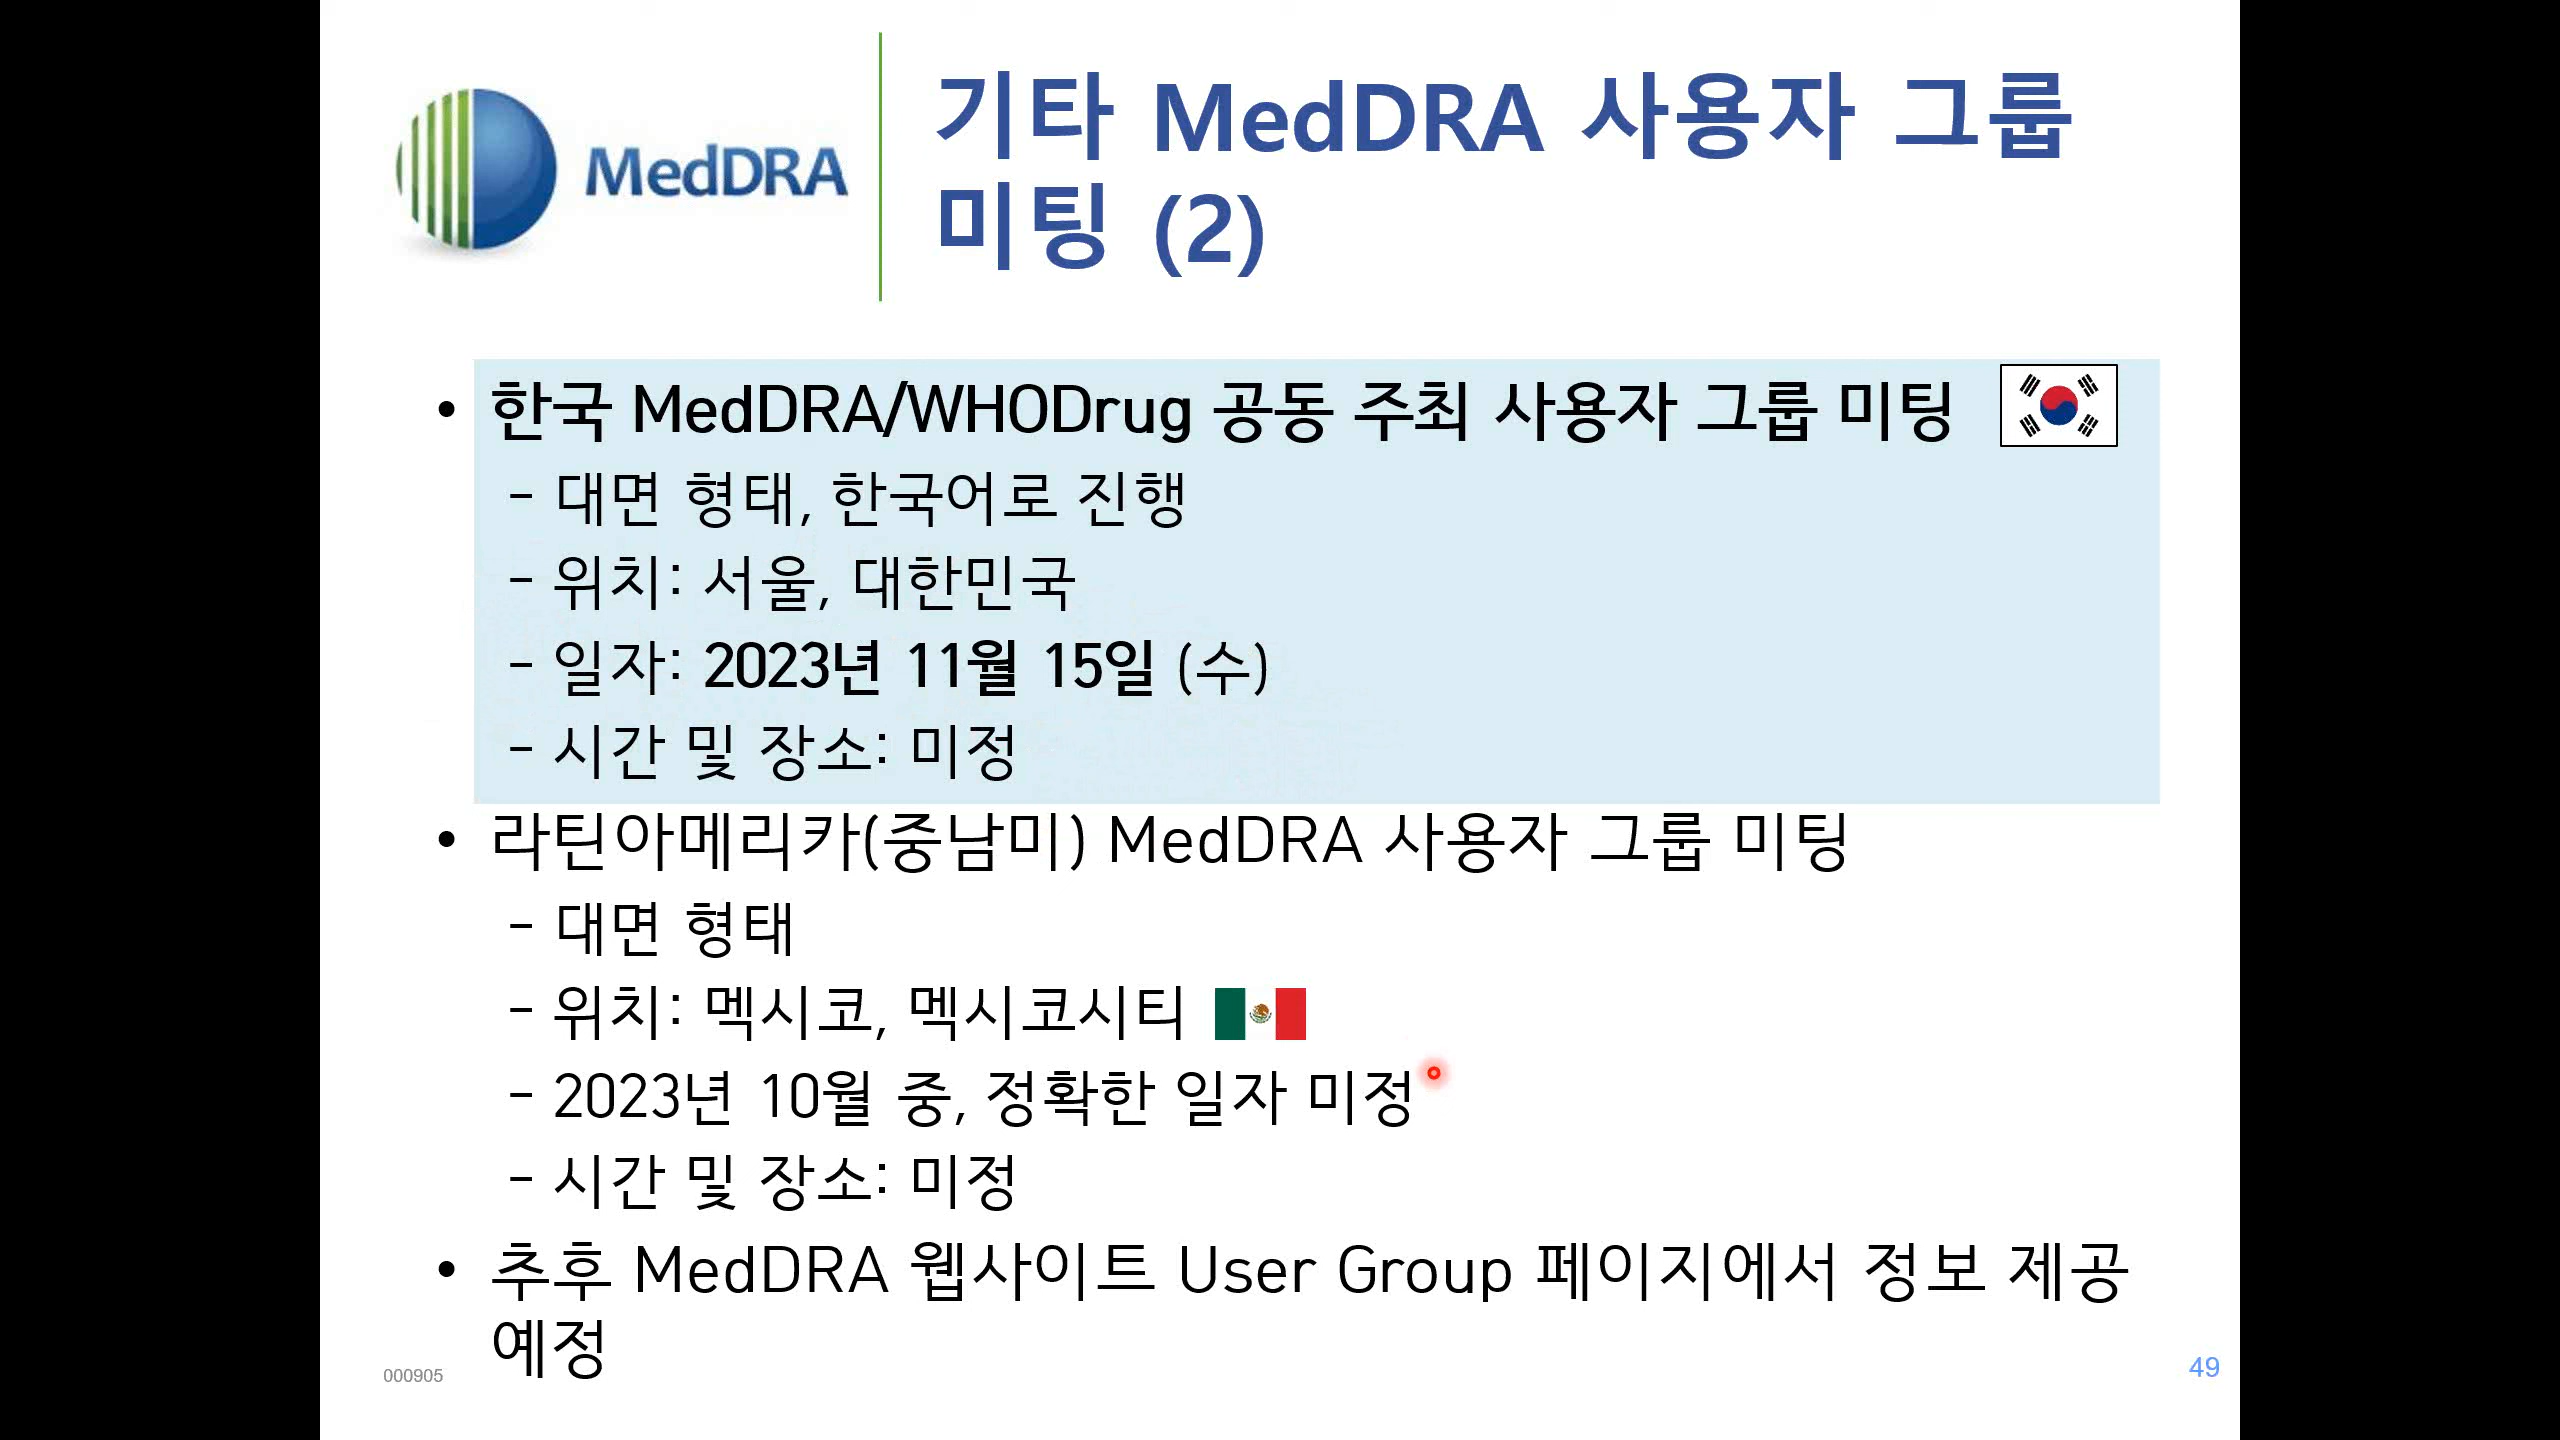 MedDRA
기타 MedDRA 사용자 그룹
미팅 (2)
• 한국 MedDRA/WHODrug 공동 주최 사용자 그룹 미팅
- 대면 형태, 한국어로 진행
- 위치: 서울, 대한민국
- 일자: 2023년 11월 15일 (수)
- 시간 및 장소: 미정
• 라틴아메리카(중남미) MedDRA 사용자 그룹 미팅
- 대면 형태
- 위치: 멕시코, 멕시코시티
- 2023년 10월 중, 정확한 일자 미정
- 시간 및 장소: 미정
• 추후 MedDRA 웹사이트 User Group 페이지에서 정보 제공
예정
000905
49